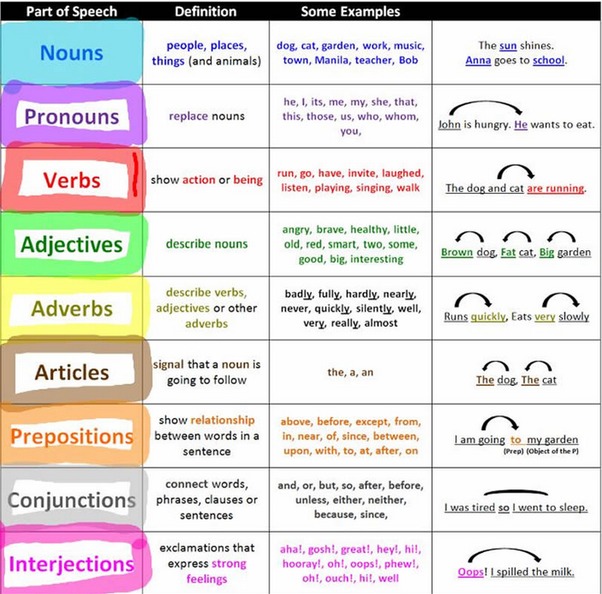 Part of Speech Definition Some Examples
Nouns
people, places,
things (and animals)
dog, cat, garden, work, music,
town, Manila, teacher, Bob
The sun shines.
Anna goes to school.
Pronouns
replace nouns
he, I, its, me, my, she, that,
this, those, us, who, whom,
you,
John is hungry. He wants to eat.
Verbs
show action or being
run, go, have, invite, laughed,
listen, playing, singing, walk
The dog and cat are running.
Adjectives
describe nouns
angry, brave, healthy, little,
old, red, smart, two, some,
good, big, interesting
Brown dog, Fat cat, Big garden
Adverbs
describe verbs,
adjectives or other
adverbs
badly, fully, hardly, nearly,
never, quickly, silently, well,
very, really, almost
Runs quickly, Eats very slowly
Articles
signal that a noun is
going to follow
the, a, an
The dog, The cat
Prepositions
show relationship
between words in a
sentence
above, before, except, from,
in, near, of, since, between,
upon, with, to, at, after, on
I am going to my garden
(Prep) (Object of the P)
Conjunctions
connect words,
phrases, clauses or
sentences
and, or, but, so, after, before,
unless, either, neither,
because, since,
I was tired so I went to sleep.
Interjections
exclamations that
express strong
feelings
aha!, gosh!, great!, hey!, hi!,
hooray!, oh!, oops!, phew!,
oh!, ouch!, hi!, well
Oops! I spilled the milk.